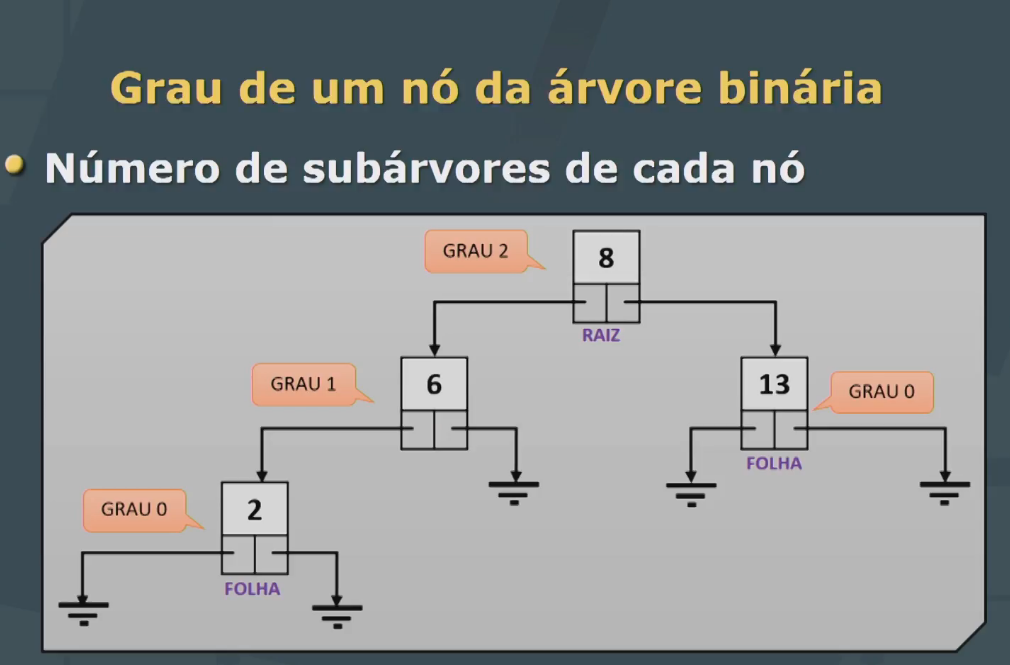 Grau de um nó da árvore binária
Número de subárvores de cada nó
GRAU 2
8
RAIZ
GRAU 1
6
13
GRAU 0
FOLHA
GRAU 0
2
FOLHA